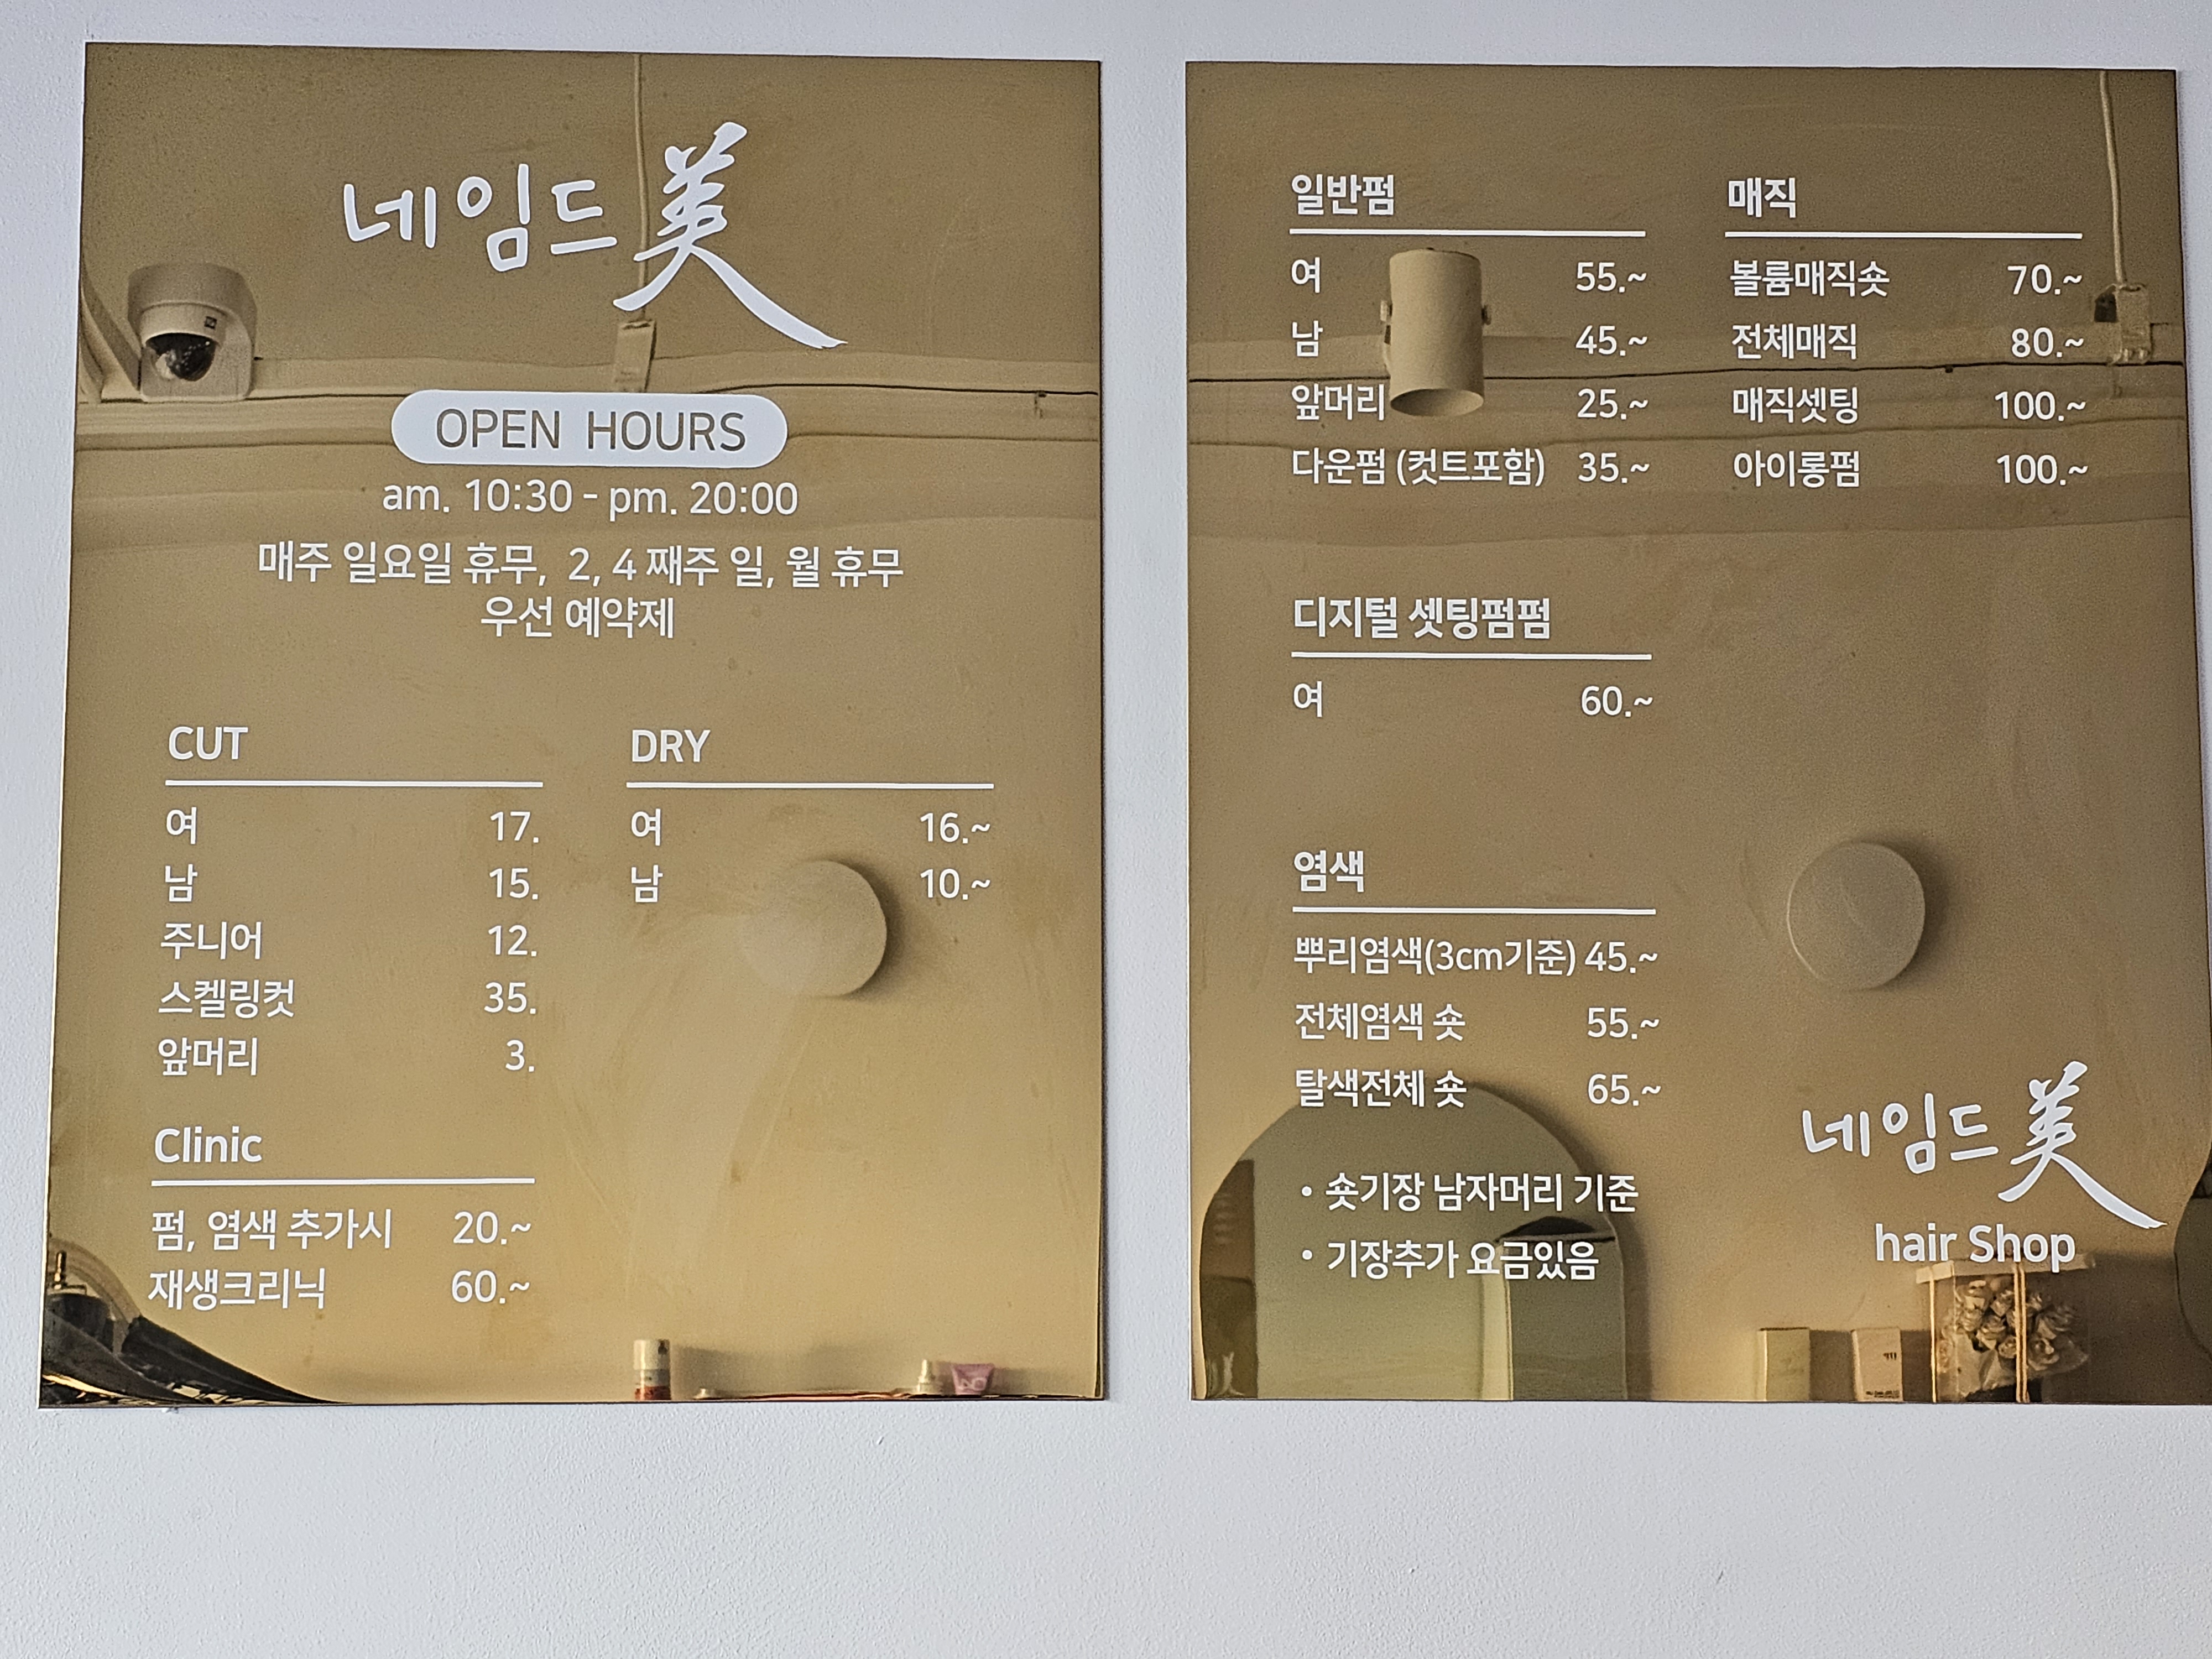 네임드美
OPEN HOURS
am. 10:30 - pm. 20:00
매주 일요일 휴무, 2, 4 째주 일, 월 휴무
우선 예약제
CUT
여 17.
남 15.
주니어 12.
스켈링컷 35.
앞머리 3.
DRY
여 16.~
남 10.~
Clinic
펌, 염색 추가시 20.~
재생크리닉 60.~
일반펌
여 55.~
남 45.~
앞머리 25.~
다운펌 (컷트포함) 35.~
매직
볼륨매직숏 70.~
전체매직 80.~
매직셋팅 100.~
아이롱펌 100.~
디지털 셋팅펌펌
여 60.~
염색
뿌리염색(3cm기준) 45.~
전체염색 숏 55.~
탈색전체 숏 65.~
• 숏기장 남자머리 기준
• 기장추가 요금있음
네임드美
hair Shop